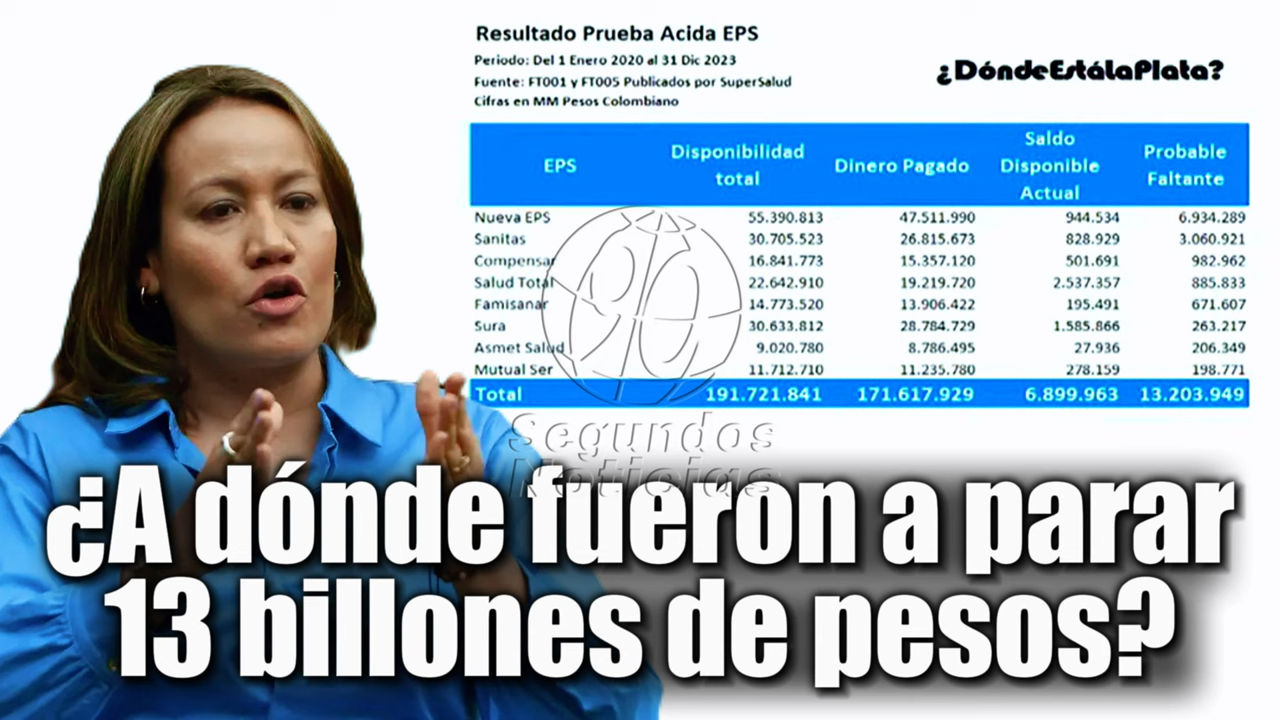 Resultado Prueba Acida EPS
Periodo: Del 1 Enero 2020 al 31 Dic 2023
Fuente: FT001 y FT005 Publicados por SuperSalud
Cifras en MM Pesos Colombiano
¿DóndeEstáLaPlata?
EPS Disponibilidad total Dinero Pagado Saldo Disponible Actual Probable Faltante
Nueva EPS 55.390.813 47.511.990 944.534 6.934.289
Sanitas 30.705.523 26.815.673 828.929 3.060.921
Compensar 16.841.773 15.357.120 501.691 982.962
Salud Total 22.642.910 19.219.720 2.537.357 885.833
Famisanar 14.773.520 13.906.422 195.491 671.607
Sura 30.633.812 28.784.729 1.585.866 263.217
Asmet Salud 9.020.780 8.786.495 27.936 206.349
Mutual Ser 11.712.710 11.235.780 278.159 198.771
Total 191.721.841 171.617.929 6.899.963 13.203.949
90
Segundos
Noticias
¿A dónde fueron a parar
13 billones de pesos?